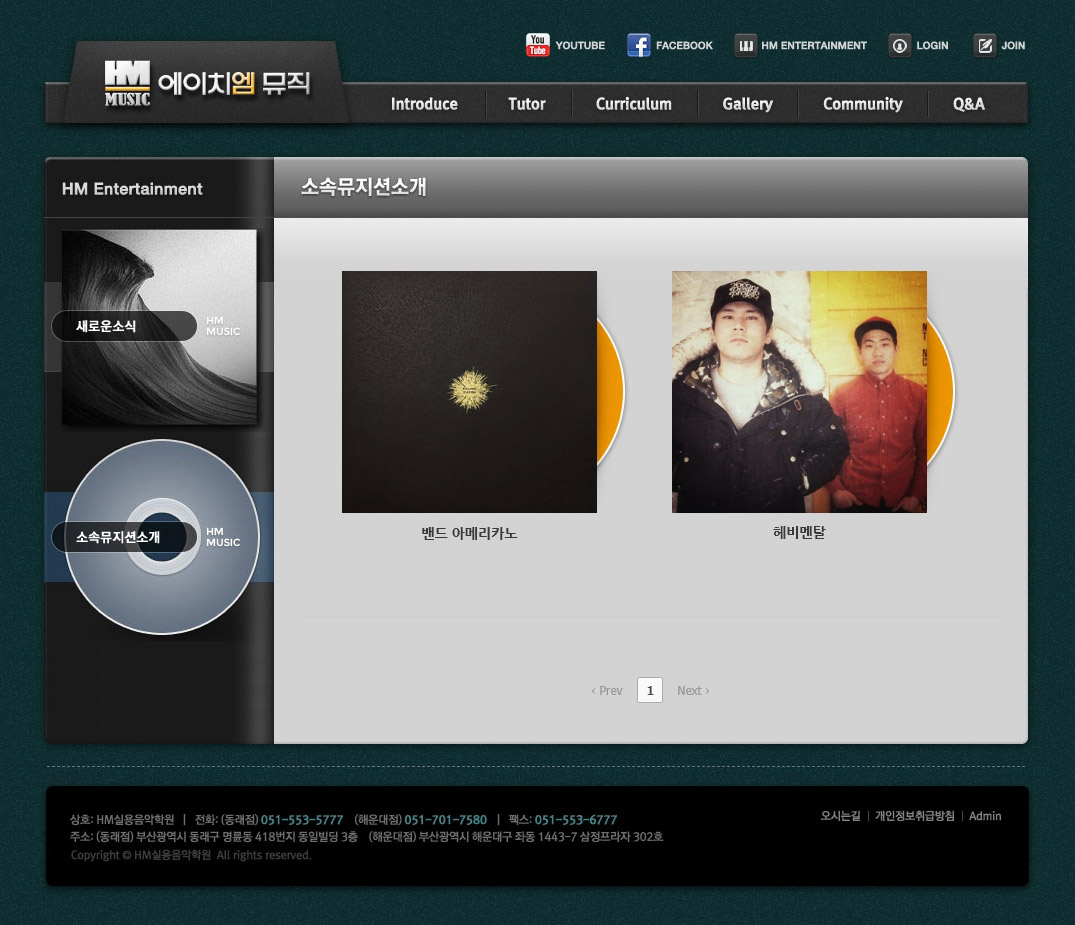 You
Tube
YOUTUBE
FACEBOOK
HM ENTERTAINMENT
LOGIN
JOIN
HM
MUSIC
에이치엠 뮤직
Introduce
Tutor
Curriculum
Gallery
Community
Q&A
HM Entertainment
소속뮤지션소개
새로운소식
HM
MUSIC
소속뮤지션소개
HM
MUSIC
밴드 아메리카노
헤비멘탈
‹ Prev
1
Next ›
상호: HM실용음악학원 | 전화: (동래점) 051-553-5777 (해운대점) 051-701-7580 | 팩스: 051-553-6777
주소: (동래점) 부산광역시 동래구 명륜동 418번지 동일빌딩 3층 (해운대점) 부산광역시 해운대구 좌동 1443-7 삼정프라자 302호
Copyright © HM실용음악학원 All rights reserved.
오시는길 | 개인정보취급방침 | Admin